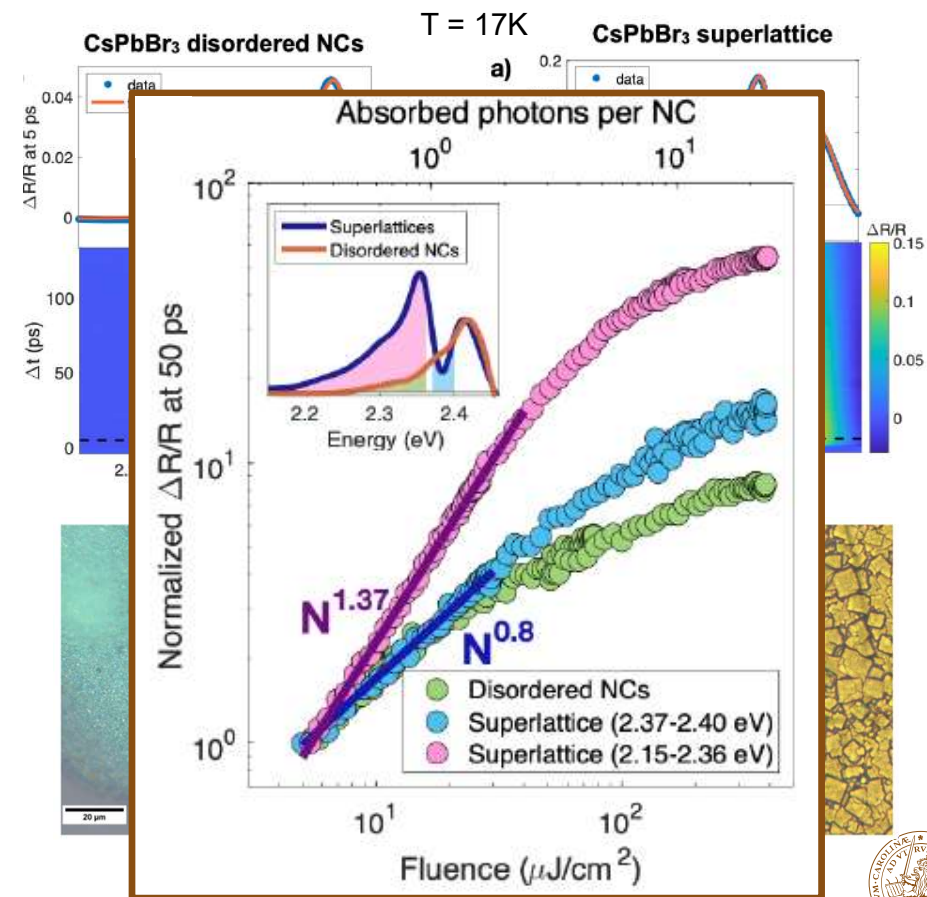 T = 17K
CsPbBr₃ disordered NCs
CsPbBr₃ superlattice
a)
data
0.04
0.02
0
ΔR/R at 5 ps
0.2
data
ΔR/R
0.15
0.1
0.05
0
100
50
0
Δt (ps)
2.
Absorbed photons per NC
10⁰
10¹
10²
10¹
10⁰
Normalized ΔR/R at 50 ps
Superlattices
Disordered NCs
2.2
2.3
2.4
Energy (eV)
N¹·³⁷
N⁰·⁸
Disordered NCs
Superlattice (2.37-2.40 eV)
Superlattice (2.15-2.36 eV)
10¹
10²
Fluence (μJ/cm²)
20 μm